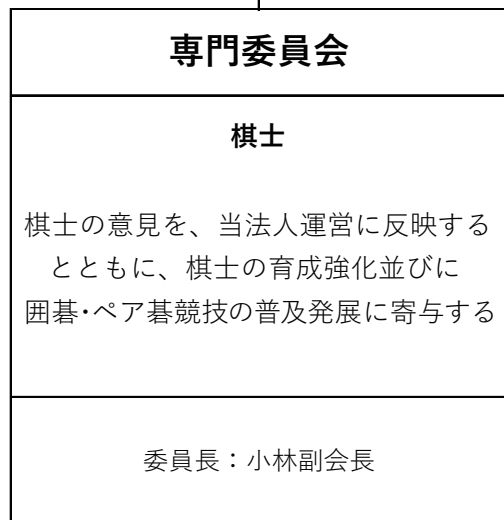 専門委員会
棋士
棋士の意見を、当法人運営に反映する
とともに、棋士の育成強化並びに
囲碁・ペア碁競技の普及発展に寄与する
委員長：小林副会長